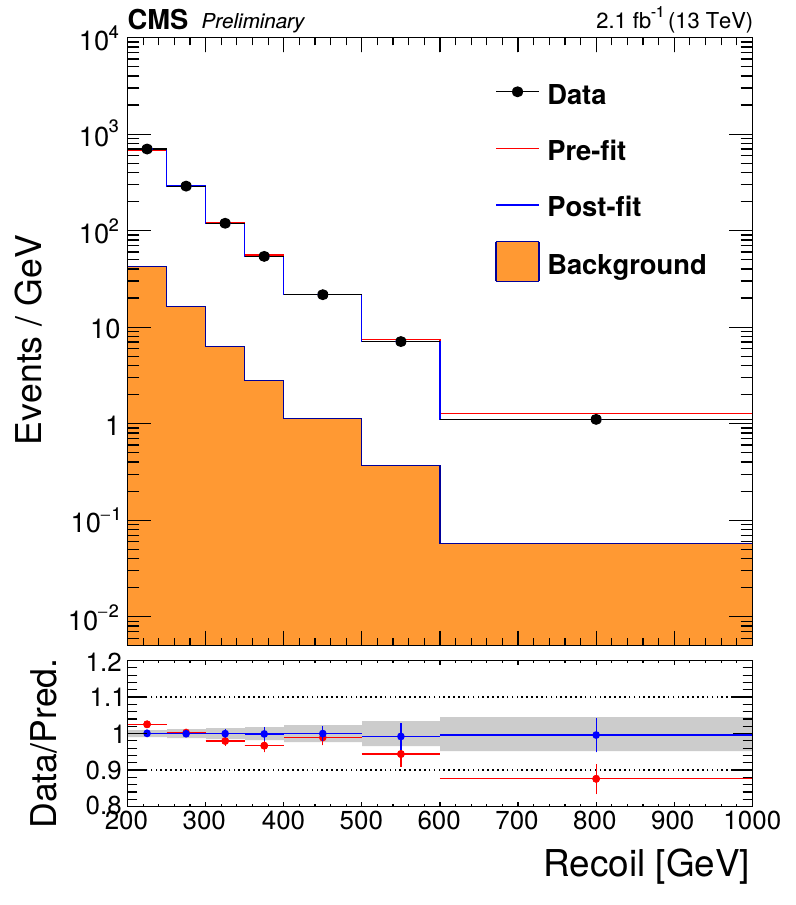 CMS Preliminary 2.1 fb⁻¹ (13 TeV)
10⁴
10³
10²
10
1
10⁻¹
10⁻²
Events / GeV
Data
Pre-fit
Post-fit
Background
1.2
1.1
1
0.9
0.8
Data/Pred.
200 300 400 500 600 700 800 900 1000
Recoil [GeV]